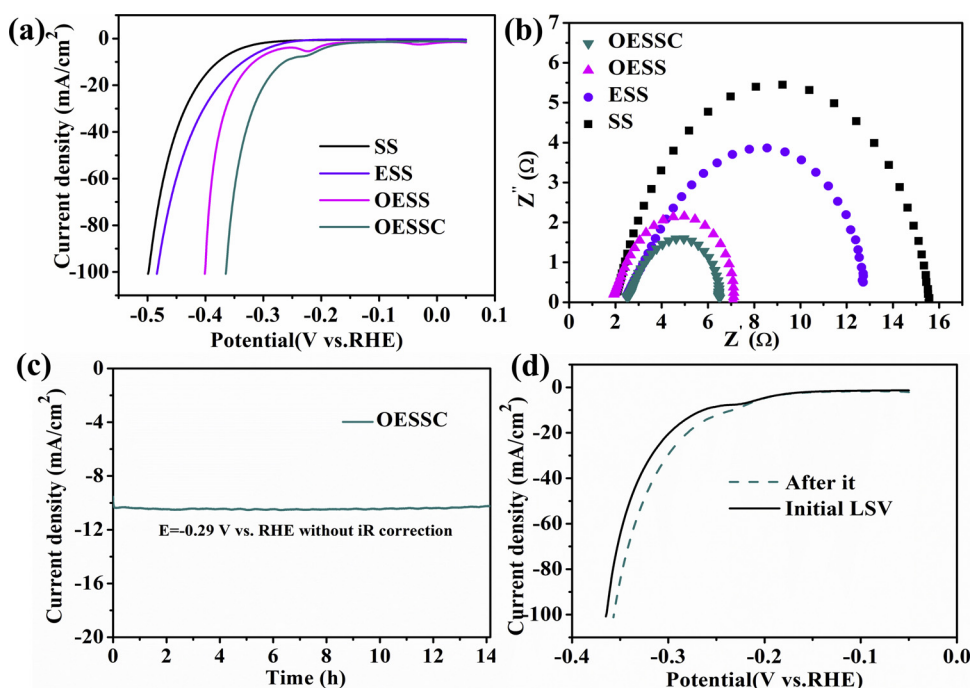 (a)
Current density (mA/cm²)
0
-20
-40
-60
-80
-100
SS
ESS
OESS
OESSC
-0.5 -0.4 -0.3 -0.2 -0.1 0.0 0.1
Potential(V vs.RHE)
(b)
Z'' (Ω)
7
6
5
4
3
2
1
0
OESSC
OESS
ESS
SS
0 2 4 6 8 10 12 14 16
Z' (Ω)
(c)
Current density (mA/cm²)
0
-4
-8
-12
-16
-20
OESSC
E=-0.29 V vs. RHE without iR correction
0 2 4 6 8 10 12 14
Time (h)
(d)
Current density (mA/cm²)
0
-20
-40
-60
-80
-100
After it
Initial LSV
-0.4 -0.3 -0.2 -0.1 0.0
Potential(V vs.RHE)